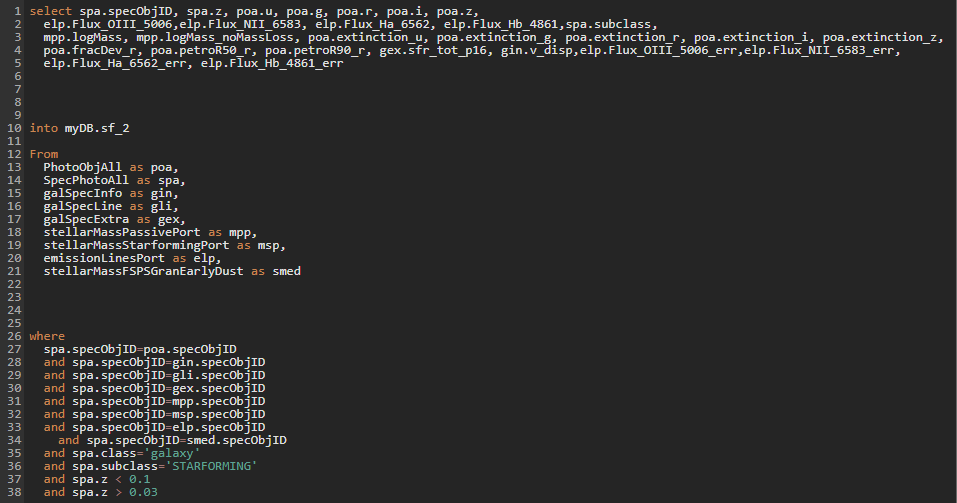 1 select spa.specObjID, spa.z, poa.u, poa.g, poa.r, poa.i, poa.z,
2 elp.Flux_OIII_5006,elp.Flux_NII_6583, elp.Flux_Ha_6562, elp.Flux_Hb_4861,spa.subclass,
3 mpp.logMass, mpp.logMass_noMassLoss, poa.extinction_u, poa.extinction_g, poa.extinction_r, poa.extinction_i, poa.extinction_z,
4 poa.fracDev_r, poa.petroR50_r, poa.petroR90_r, gex.sfr_tot_p16, gin.v_disp,elp.Flux_OIII_5006_err,elp.Flux_NII_6583_err,
5 elp.Flux_Ha_6562_err, elp.Flux_Hb_4861_err
6
7
8
9
10 into myDB.sf_2
11
12 From
13 PhotoObjAll as poa,
14 SpecPhotoAll as spa,
15 galSpecInfo as gin,
16 galSpecLine as gli,
17 galSpecExtra as gex,
18 stellarMassPassivePort as mpp,
19 stellarMassStarformingPort as msp,
20 emissionLinesPort as elp,
21 stellarMassFSPSGranEarlyDust as smed
22
23
24
25
26 where
27 spa.specObjID=poa.specObjID
28 and spa.specObjID=gin.specObjID
29 and spa.specObjID=gli.specObjID
30 and spa.specObjID=gex.specObjID
31 and spa.specObjID=mpp.specObjID
32 and spa.specObjID=msp.specObjID
33 and spa.specObjID=elp.specObjID
34 and spa.specObjID=smed.specObjID
35 and spa.class='galaxy'
36 and spa.subclass='STARFORMING'
37 and spa.z < 0.1
38 and spa.z > 0.03